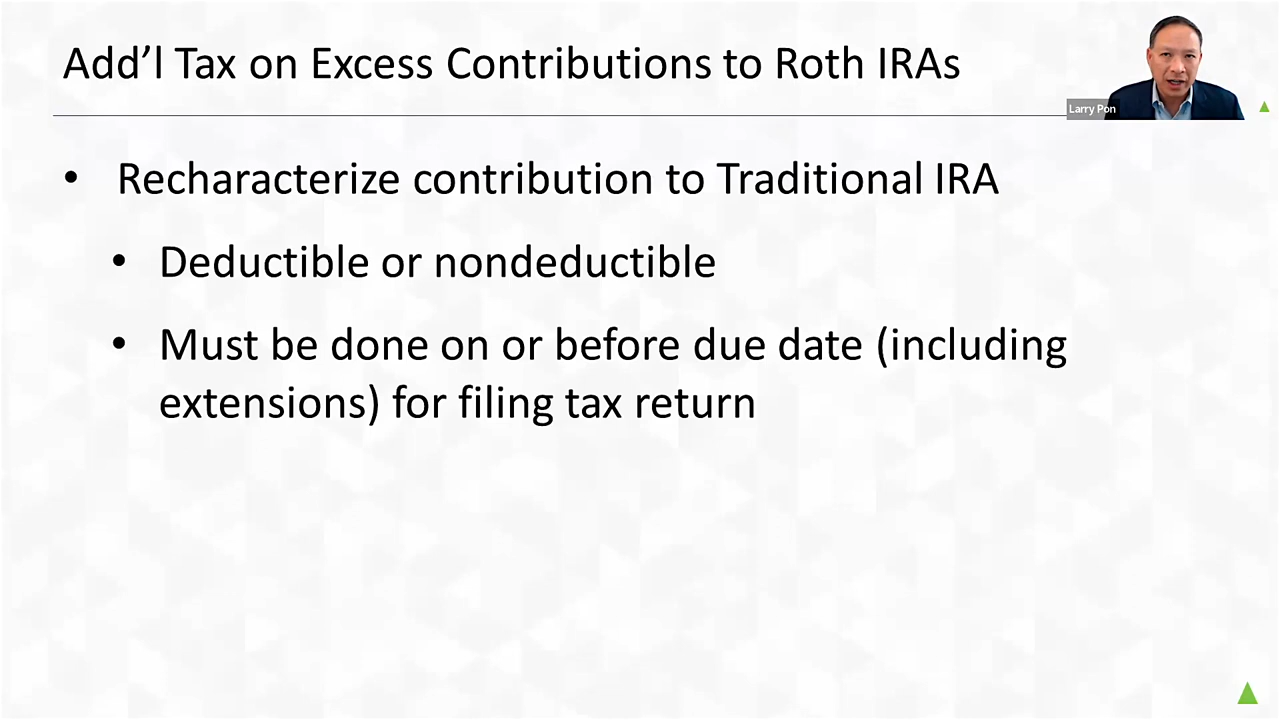 Add’l Tax on Excess Contributions to Roth IRAs
Larry Pon
• Recharacterize contribution to Traditional IRA
• Deductible or nondeductible
• Must be done on or before due date (including
extensions) for filing tax return